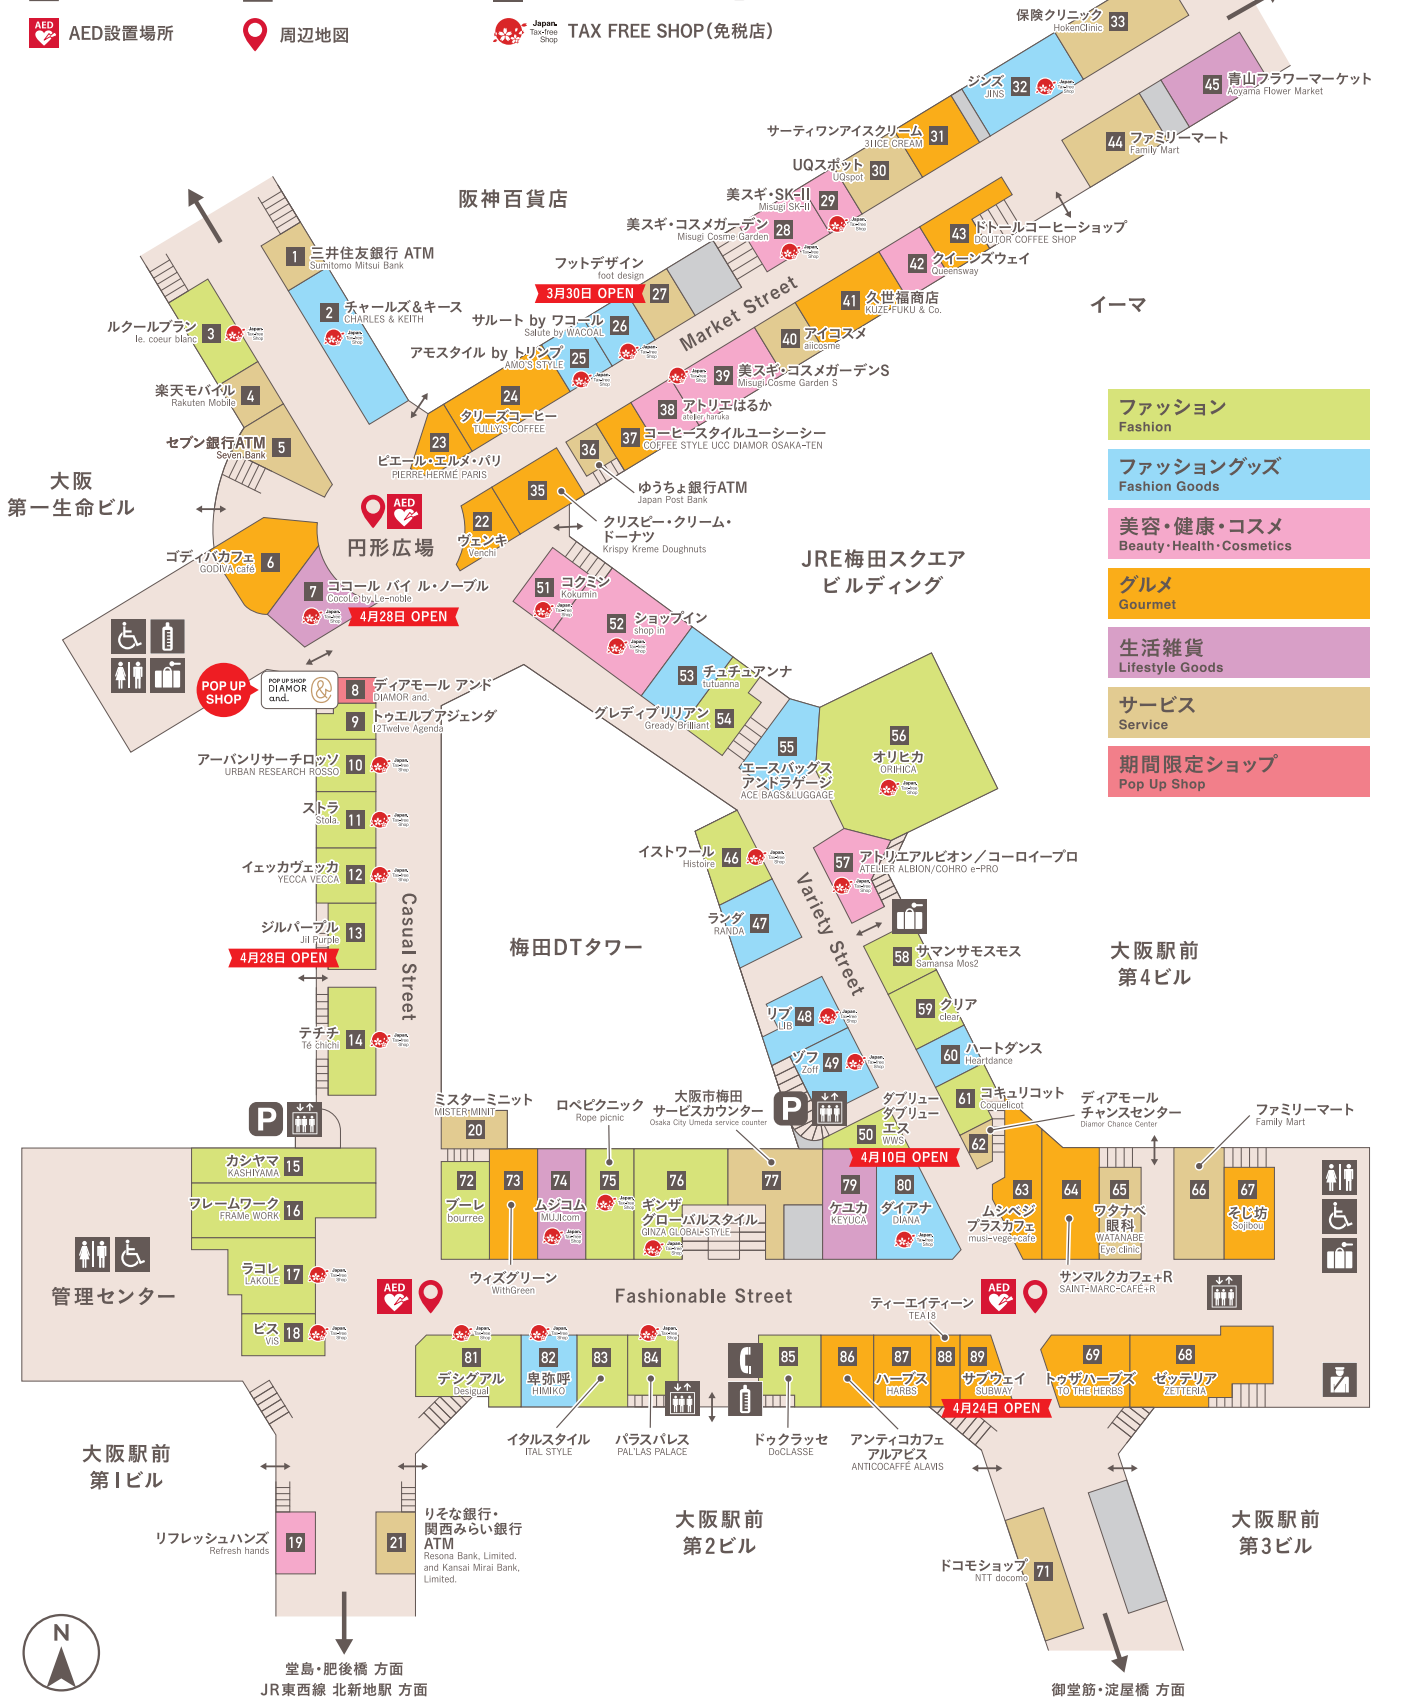 AED
AED設置場所
周辺地図
Japan.
Tax-free
Shop
TAX FREE SHOP(免税店)
保険クリニック
HokenClinic
33
ジンズ
JINS
32
45
青山フラワーマーケット
Aoyama Flower Market
44
ファミリーマート
Family Mart
サーティワンアイスクリーム
31ICE CREAM
31
UQスポット
UQspot
30
美スギ・SK-II
Misugi SK-II
29
美スギ・コスメガーデン
Misugi Cosme Garden
28
阪神百貨店
フットデザイン
foot design
27
3月30日 OPEN
サルート by ワコール
Salute by WACOAL
26
アモスタイル by トリンプ
AMO'S STYLE
25
24
タリーズコーヒー
TULLY'S COFFEE
23
ピエール・エルメ・パリ
PIERRE HERMÉ PARIS
Market Street
43
ドトールコーヒーショップ
DOUTOR COFFEE SHOP
42
クイーンズウェイ
Queensway
41
久世福商店
KUZE FUKU & Co.
40
アイコスメ
aiicosme
39
美スギ・コスメガーデンS
Misugi Cosme Garden S
38
アトリエはるか
atelier haruka
37
コーヒースタイルユーシーシー
COFFEE STYLE UCC DIAMOR OSAKA-TEN
36
ゆうちょ銀行ATM
Japan Post Bank
35
クリスピー・クリーム・
ドーナツ
Krispy Kreme Doughnuts
22
ヴェンキ
Venchi
イーマ
1
三井住友銀行 ATM
Sumitomo Mitsui Bank
2
チャールズ&キース
CHARLES & KEITH
ルクールブラン
le. coeur blanc
3
楽天モバイル
Rakuten Mobile
4
セブン銀行ATM
Seven Bank
5
大阪
第一生命ビル
AED
円形広場
ゴディバカフェ
GODIVA café
6
7
ココール バイ ル・ノーブル
CocoLe by Le-noble
4月28日 OPEN
ファッション
Fashion
ファッショングッズ
Fashion Goods
美容・健康・コスメ
Beauty・Health・Cosmetics
グルメ
Gourmet
生活雑貨
Lifestyle Goods
サービス
Service
期間限定ショップ
Pop Up Shop
JRE梅田スクエア
ビルディング
51
コクミン
Kokumin
52
ショップイン
shop in
53
チュチュアンナ
tutuanna
グレディブリリアン
Gready Brilliant
54
55
エースバッグス
アンドラゲージ
ACE BAGS&LUGGAGE
56
オリヒカ
ORIHICA
POP UP
SHOP
POP UP SHOP
DIAMOR
and.
8
ディアモール アンド
DIAMOR and.
9
トゥエルブアジェンダ
12Twelve Agenda
アーバンリサーチロッソ
URBAN RESEARCH ROSSO
10
ストラ
Stola.
11
イェッカヴェッカ
YECCA VECCA
12
ジルパープル
Jil Purple
13
4月28日 OPEN
テチチ
Té chichi
14
Casual Street
梅田DTタワー
イストワール
Histoire
46
ランダ
RANDA
47
リブ
LIB
48
ゾフ
Zoff
49
Variety Street
57
アトリエアルビオン/コーロイープロ
ATELIER ALBION/COHRO e-PRO
58
サマンサモスモス
Samansa Mos2
59
クリア
clear
60
ハートダンス
Heartdance
61
コキュリコット
Coquelicot
62
ディアモール
チャンスセンター
Diamor Chance Center
大阪駅前
第4ビル
P
P
ダブリュー
ダブリュー
エス
WWS
50
4月10日 OPEN
ミスターミニット
MISTER MINIT
20
ロペピクニック
Rope picnic
大阪市梅田
サービスカウンター
Osaka City Umeda service counter
ファミリーマート
Family Mart
カシヤマ
KASHIYAMA
15
フレームワーク
FRAMe WORK
16
ラコレ
LAKOLE
17
ビス
ViS
18
管理センター
72
ブーレ
bourree
73
ウィズグリーン
WithGreen
74
ムジコム
MUJIcom
75
76
ギンザ
グローバルスタイル
GINZA GLOBAL STYLE
77
79
ケユカ
KEYUCA
80
ダイアナ
DIANA
63
ムシベジ
プラスカフェ
musi-vege+cafe
64
サンマルクカフェ+R
SAINT-MARC-CAFÉ+R
65
ワタナベ
眼科
WATANABE
Eye clinic
66
67
そじ坊
Sojibou
AED
Fashionable Street
AED
ティーエイティーン
TEA18
81
デシグアル
Desigual
82
卑弥呼
HIMIKO
83
イタルスタイル
ITAL STYLE
84
パラスパレス
PAL'LAS PALACE
85
ドゥクラッセ
DoCLASSE
86
アンティコカフェ
アルアビス
ANTICOCAFFÉ ALAVIS
87
ハーブス
HARBS
88
89
サブウェイ
SUBWAY
4月24日 OPEN
69
トゥザハーブズ
TO THE HERBS
68
ゼッテリア
ZETTERIA
大阪駅前
第1ビル
リフレッシュハンズ
Refresh hands
19
21
りそな銀行・
関西みらい銀行
ATM
Resona Bank, Limited.
and Kansai Mirai Bank,
Limited.
大阪駅前
第2ビル
ドコモショップ
NTT docomo
71
大阪駅前
第3ビル
N
堂島・肥後橋 方面
JR東西線 北新地駅 方面
御堂筋・淀屋橋 方面